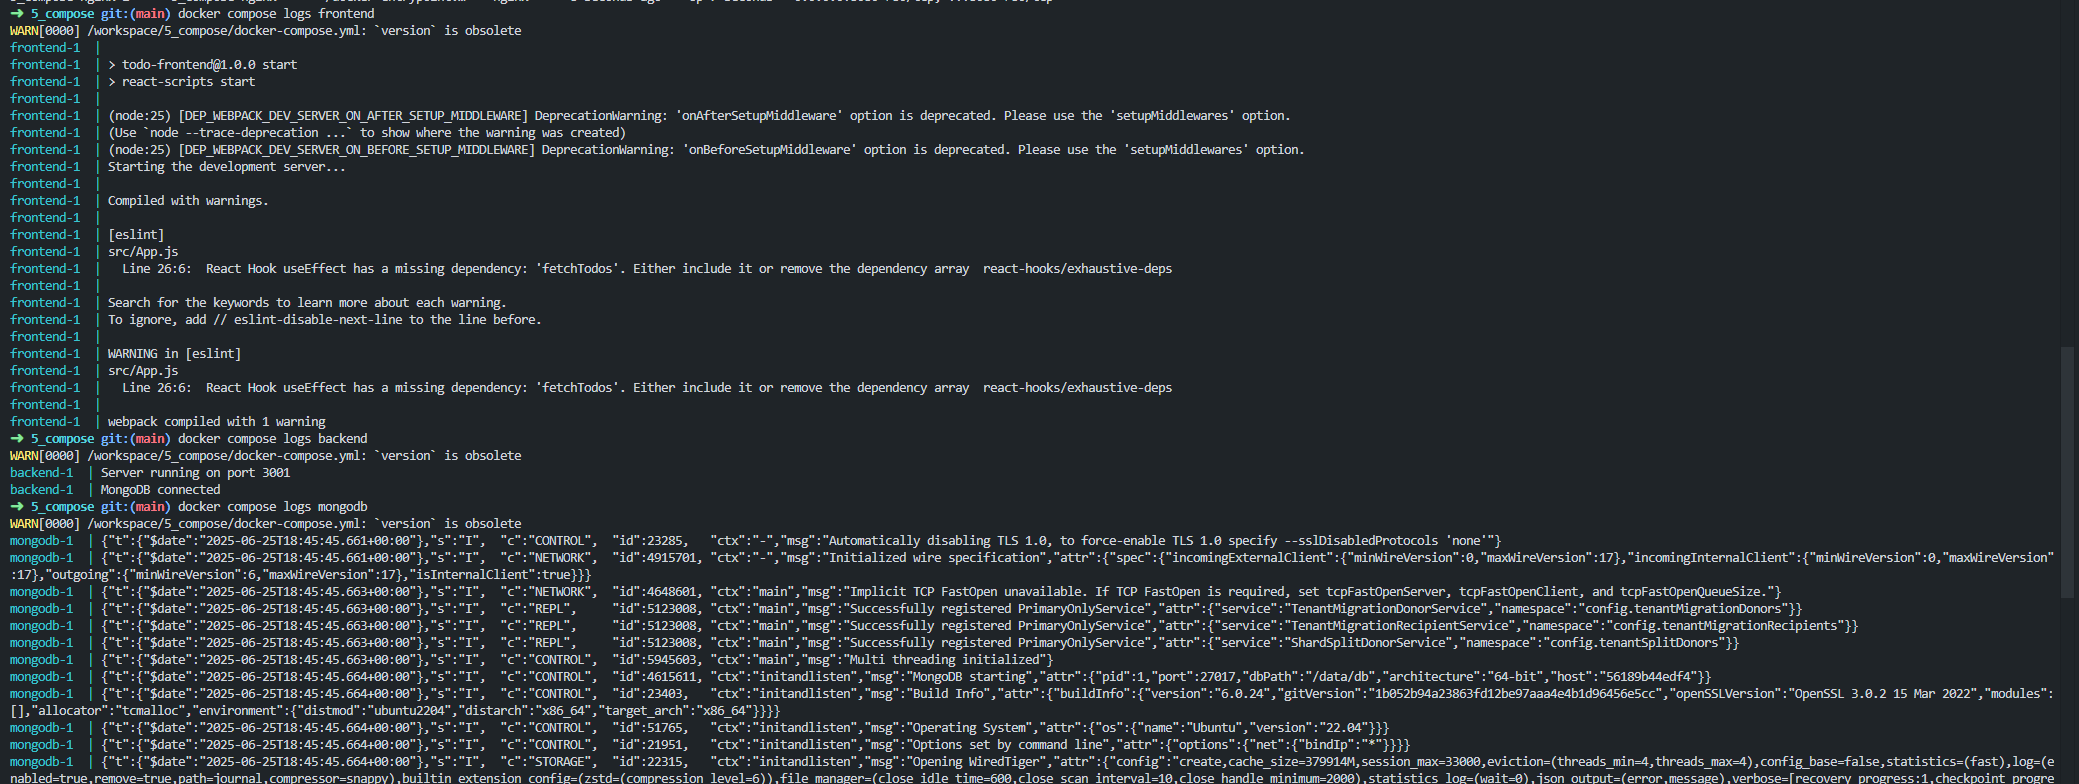 ➜ 5_compose git:(main) docker compose logs frontend
WARN[0000] /workspace/5_compose/docker-compose.yml: `version` is obsolete
frontend-1  |
frontend-1  | > todo-frontend@1.0.0 start
frontend-1  | > react-scripts start
frontend-1  |
frontend-1  | (node:25) [DEP_WEBPACK_DEV_SERVER_ON_AFTER_SETUP_MIDDLEWARE] DeprecationWarning: 'onAfterSetupMiddleware' option is deprecated. Please use the 'setupMiddlewares' option.
frontend-1  | (Use `node --trace-deprecation ...` to show where the warning was created)
frontend-1  | (node:25) [DEP_WEBPACK_DEV_SERVER_ON_BEFORE_SETUP_MIDDLEWARE] DeprecationWarning: 'onBeforeSetupMiddleware' option is deprecated. Please use the 'setupMiddlewares' option.
frontend-1  | Starting the development server...
frontend-1  |
frontend-1  | Compiled with warnings.
frontend-1  |
frontend-1  | [eslint]
frontend-1  | src/App.js
frontend-1  |   Line 26:6:  React Hook useEffect has a missing dependency: 'fetchTodos'. Either include it or remove the dependency array  react-hooks/exhaustive-deps
frontend-1  |
frontend-1  | Search for the keywords to learn more about each warning.
frontend-1  | To ignore, add // eslint-disable-next-line to the line before.
frontend-1  |
frontend-1  | WARNING in [eslint]
frontend-1  | src/App.js
frontend-1  |   Line 26:6:  React Hook useEffect has a missing dependency: 'fetchTodos'. Either include it or remove the dependency array  react-hooks/exhaustive-deps
frontend-1  |
frontend-1  | webpack compiled with 1 warning
➜ 5_compose git:(main) docker compose logs backend
WARN[0000] /workspace/5_compose/docker-compose.yml: `version` is obsolete
backend-1  | Server running on port 3001
backend-1  | MongoDB connected
➜ 5_compose git:(main) docker compose logs mongodb
WARN[0000] /workspace/5_compose/docker-compose.yml: `version` is obsolete
mongodb-1  | {"t":{"$date":"2025-06-25T18:45:45.661+00:00"},"s":"I",  "c":"CONTROL",  "id":23285,   "ctx":"-","msg":"Automatically disabling TLS 1.0, to force-enable TLS 1.0 specify --sslDisabledProtocols 'none'"}
mongodb-1  | {"t":{"$date":"2025-06-25T18:45:45.661+00:00"},"s":"I",  "c":"NETWORK",  "id":4915701, "ctx":"-","msg":"Initialized wire specification","attr":{"spec":{"incomingExternalClient":{"minWireVersion":0,"maxWireVersion":17},"incomingInternalClient":{"minWireVersion":0,"maxWireVersion"
:17},"outgoing":{"minWireVersion":6,"maxWireVersion":17},"isInternalClient":true}}}
mongodb-1  | {"t":{"$date":"2025-06-25T18:45:45.663+00:00"},"s":"I",  "c":"NETWORK",  "id":4648601, "ctx":"main","msg":"Implicit TCP FastOpen unavailable. If TCP FastOpen is required, set tcpFastOpenServer, tcpFastOpenClient, and tcpFastOpenQueueSize."}
mongodb-1  | {"t":{"$date":"2025-06-25T18:45:45.663+00:00"},"s":"I",  "c":"REPL",     "id":5123008, "ctx":"main","msg":"Successfully registered PrimaryOnlyService","attr":{"service":"TenantMigrationDonorService","namespace":"config.tenantMigrationDonors"}}
mongodb-1  | {"t":{"$date":"2025-06-25T18:45:45.663+00:00"},"s":"I",  "c":"REPL",     "id":5123008, "ctx":"main","msg":"Successfully registered PrimaryOnlyService","attr":{"service":"TenantMigrationRecipientService","namespace":"config.tenantMigrationRecipients"}}
mongodb-1  | {"t":{"$date":"2025-06-25T18:45:45.663+00:00"},"s":"I",  "c":"REPL",     "id":5123008, "ctx":"main","msg":"Successfully registered PrimaryOnlyService","attr":{"service":"ShardSplitDonorService","namespace":"config.tenantSplitDonors"}}
mongodb-1  | {"t":{"$date":"2025-06-25T18:45:45.663+00:00"},"s":"I",  "c":"CONTROL",  "id":5945603, "ctx":"main","msg":"Multi threading initialized"}
mongodb-1  | {"t":{"$date":"2025-06-25T18:45:45.664+00:00"},"s":"I",  "c":"CONTROL",  "id":4615611, "ctx":"initandlisten","msg":"MongoDB starting","attr":{"pid":1,"port":27017,"dbPath":"/data/db","architecture":"64-bit","host":"56189b44edf4"}}
mongodb-1  | {"t":{"$date":"2025-06-25T18:45:45.664+00:00"},"s":"I",  "c":"CONTROL",  "id":23403,   "ctx":"initandlisten","msg":"Build Info","attr":{"buildInfo":{"version":"6.0.24","gitVersion":"1b052b94a23863fd12be97aaa4e4b1d96456e5cc","openSSLVersion":"OpenSSL 3.0.2 15 Mar 2022","modules":
[],"allocator":"tcmalloc","environment":{"distmod":"ubuntu2204","distarch":"x86_64","target_arch":"x86_64"}}}}
mongodb-1  | {"t":{"$date":"2025-06-25T18:45:45.664+00:00"},"s":"I",  "c":"CONTROL",  "id":51765,   "ctx":"initandlisten","msg":"Operating System","attr":{"os":{"name":"Ubuntu","version":"22.04"}}}
mongodb-1  | {"t":{"$date":"2025-06-25T18:45:45.664+00:00"},"s":"I",  "c":"CONTROL",  "id":21951,   "ctx":"initandlisten","msg":"Options set by command line","attr":{"options":{"net":{"bindIp":"*"}}}}
mongodb-1  | {"t":{"$date":"2025-06-25T18:45:45.664+00:00"},"s":"I",  "c":"STORAGE",  "id":22315,   "ctx":"initandlisten","msg":"Opening WiredTiger","attr":{"config":"create,cache_size=379914M,session_max=33000,eviction=(threads_min=4,threads_max=4),config_base=false,statistics=(fast),log=(e
nabled=true,remove=true,path=journal,compressor=snappy),builtin_extension_config=(zstd=(compression_level=6)),file_manager=(close_idle_time=600,close_scan_interval=10,close_handle_minimum=2000),statistics_log=(wait=0),json_output=(error,message),verbose=[recovery_progress:1,checkpoint_progre